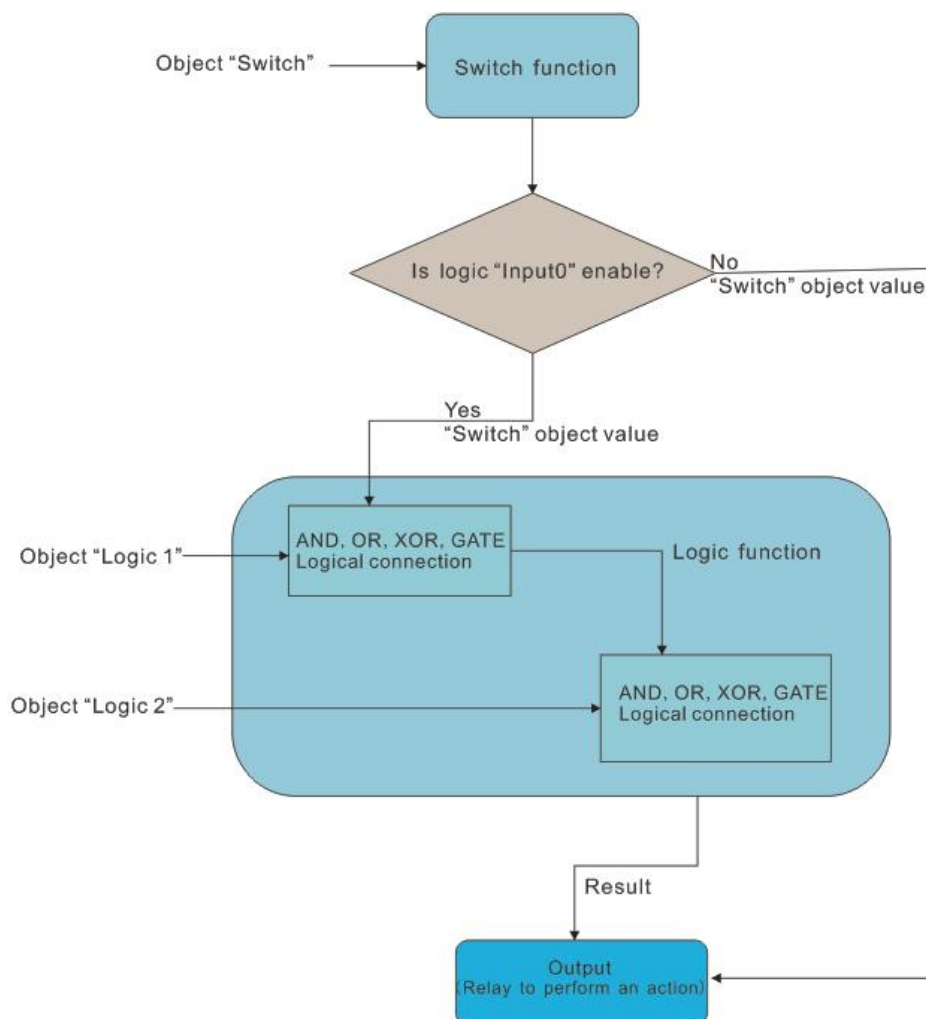 Object “Switch”
Switch function
Is logic “Input0" enable?
No
“Switch” object value
Yes
“Switch” object value
AND, OR, XOR, GATE
Logical connection
Object “Logic 1”
Logic function
AND, OR, XOR, GATE
Logical connection
Object “Logic 2”
Result
Output
(Relay to perform an action)